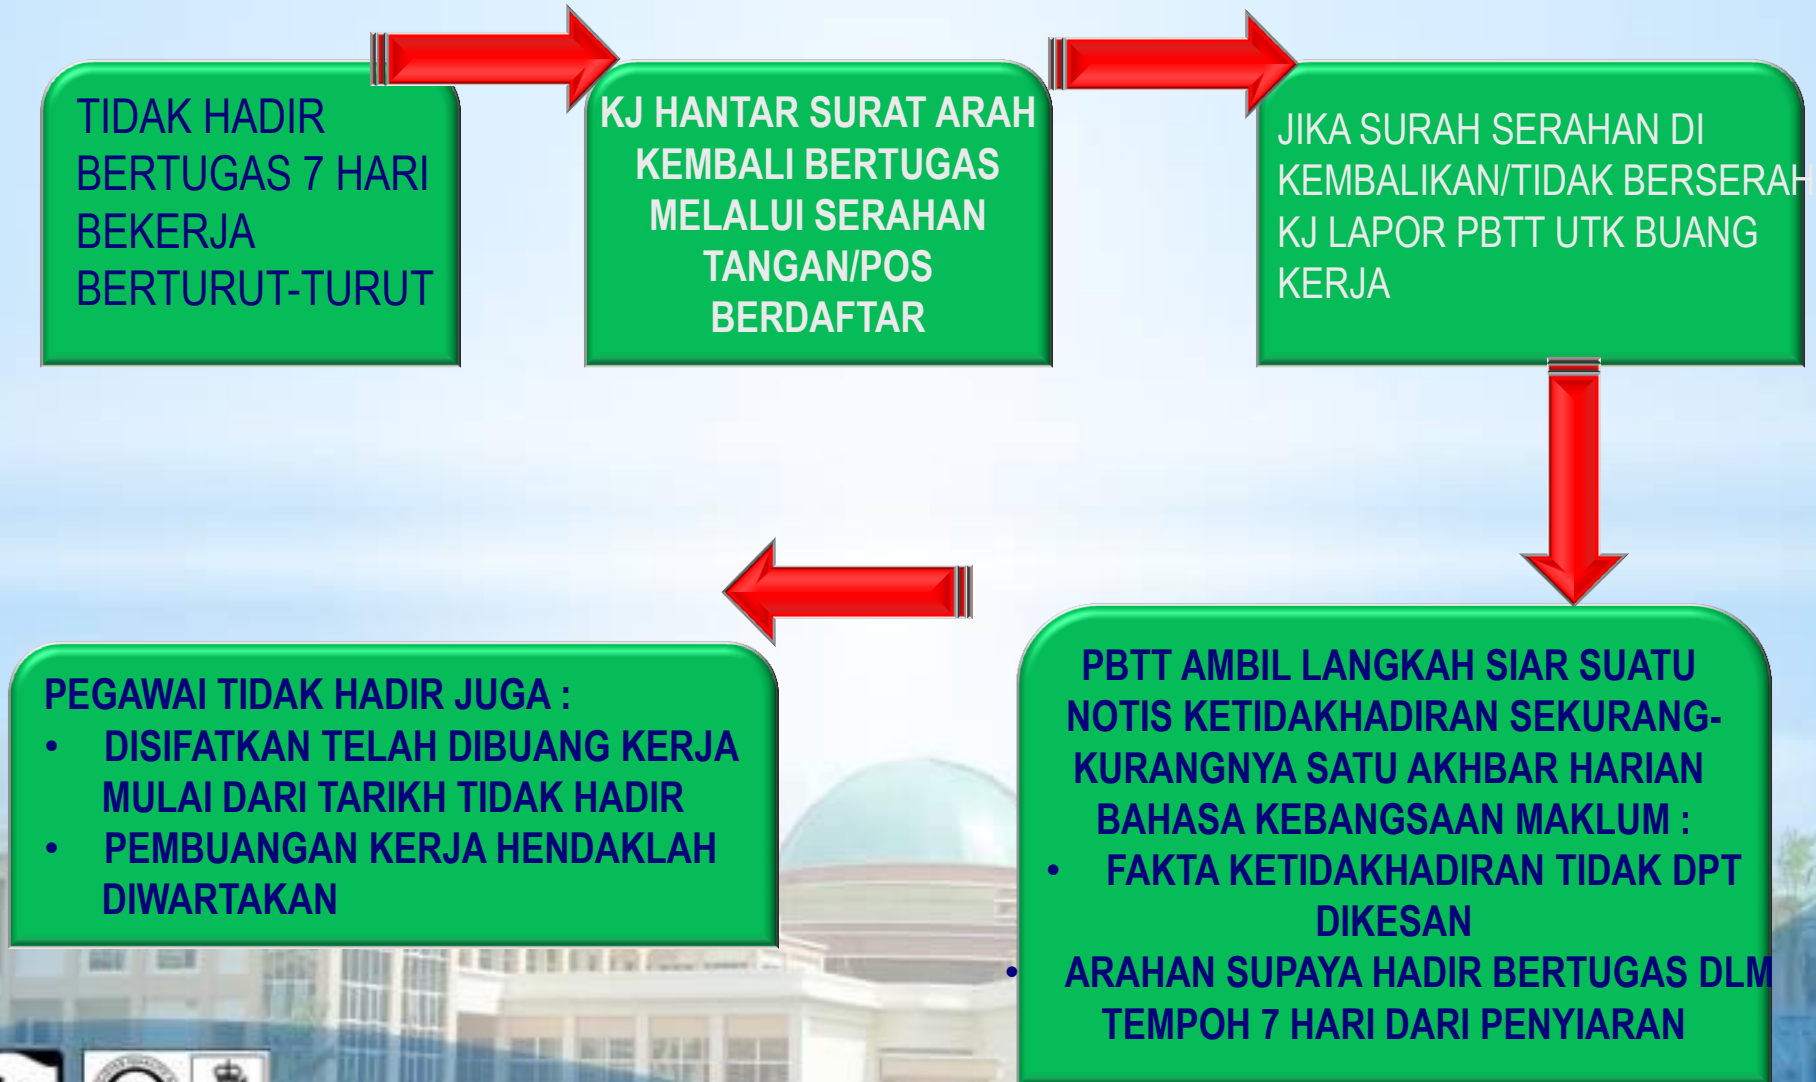 TIDAK HADIR
BERTUGAS 7 HARI
BEKERJA
BERTURUT-TURUT
KJ HANTAR SURAT ARAH
KEMBALI BERTUGAS
MELALUI SERAHAN
TANGAN/POS
BERDAFTAR
JIKA SURAH SERAHAN DI
KEMBALIKAN/TIDAK BERSERAH
KJ LAPOR PBTT UTK BUANG
KERJA
PBTT AMBIL LANGKAH SIAR SUATU
NOTIS KETIDAKHADIRAN SEKURANG-
KURANGNYA SATU AKHBAR HARIAN
BAHASA KEBANGSAAN MAKLUM :
• FAKTA KETIDAKHADIRAN TIDAK DPT
DIKESAN
• ARAHAN SUPAYA HADIR BERTUGAS DLM
TEMPOH 7 HARI DARI PENYIARAN
PEGAWAI TIDAK HADIR JUGA :
• DISIFATKAN TELAH DIBUANG KERJA
MULAI DARI TARIKH TIDAK HADIR
• PEMBUANGAN KERJA HENDAKLAH
DIWARTAKAN